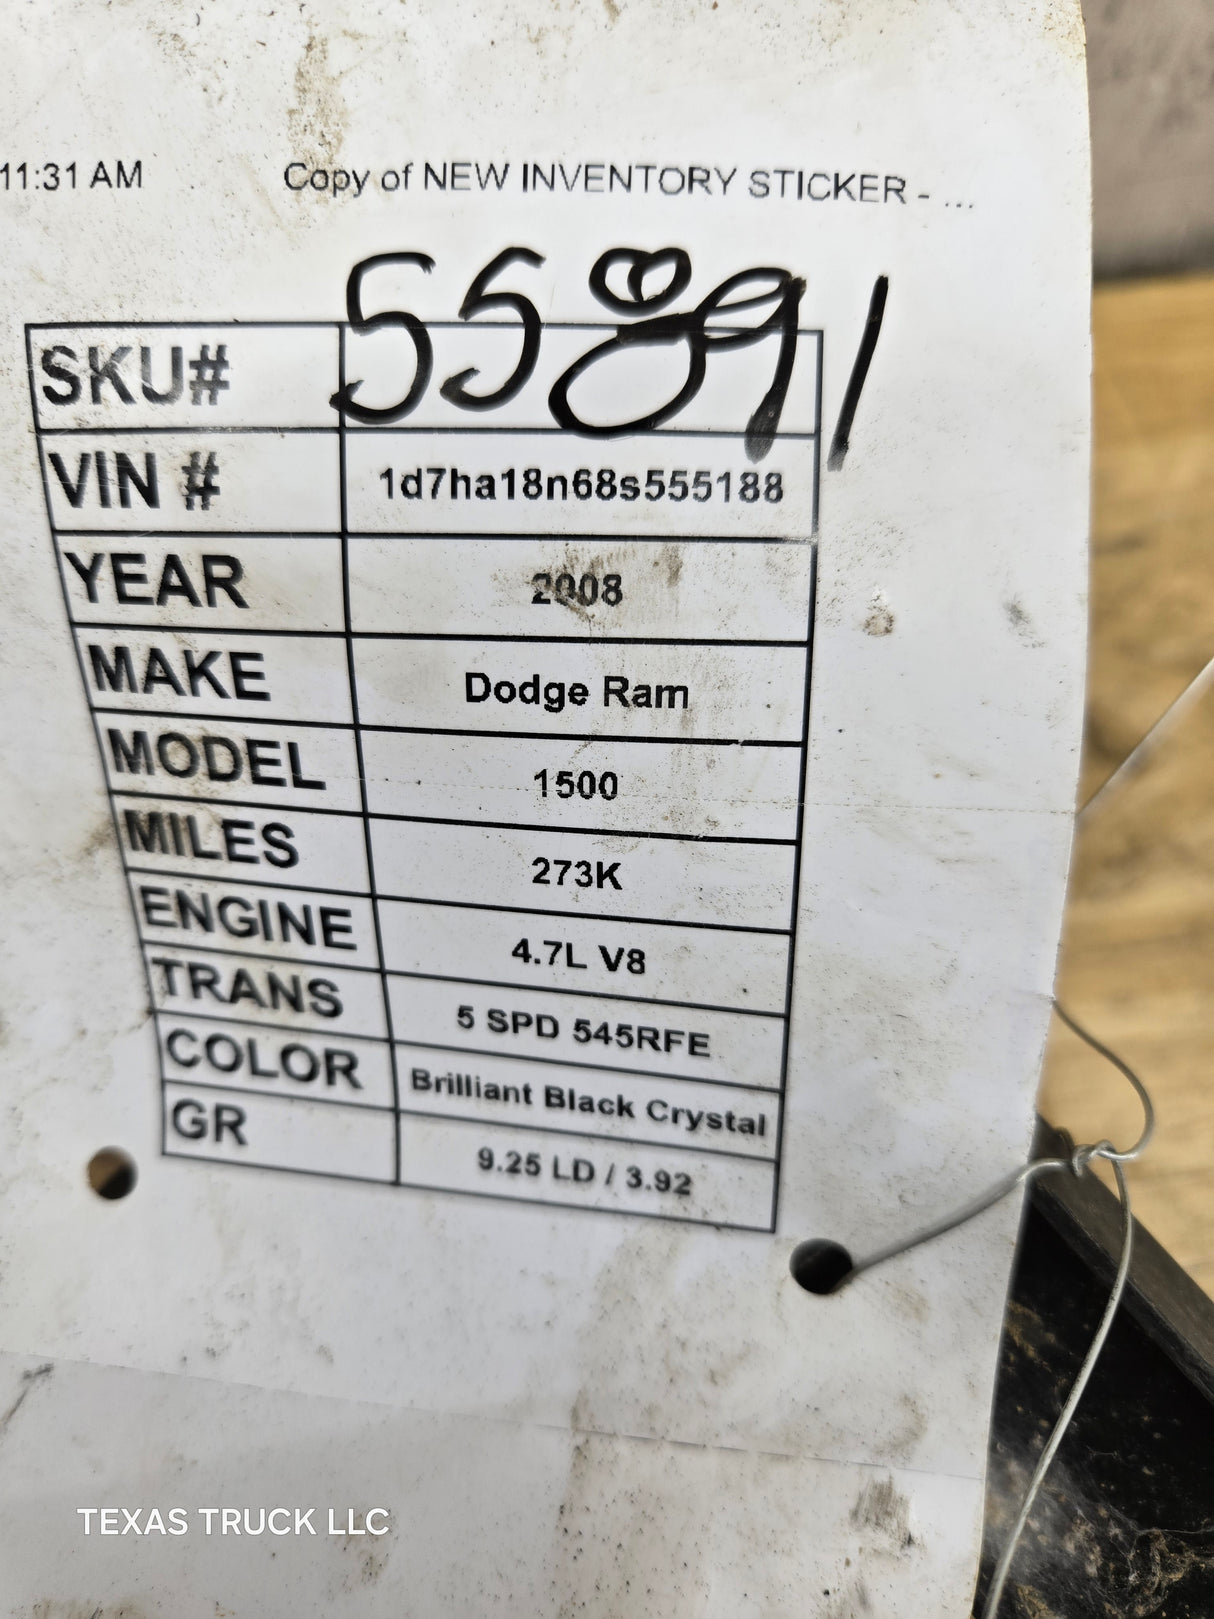 11:31 AM Copy of NEW INVENTORY STICKER - ...
SKU# 55891
VIN # 1d7ha18n68s555188
YEAR 2008
MAKE Dodge Ram
MODEL 1500
MILES 273K
ENGINE 4.7L V8
TRANS 5 SPD 545RFE
COLOR Brilliant Black Crystal
GR 9.25 LD / 3.92
TEXAS TRUCK LLC